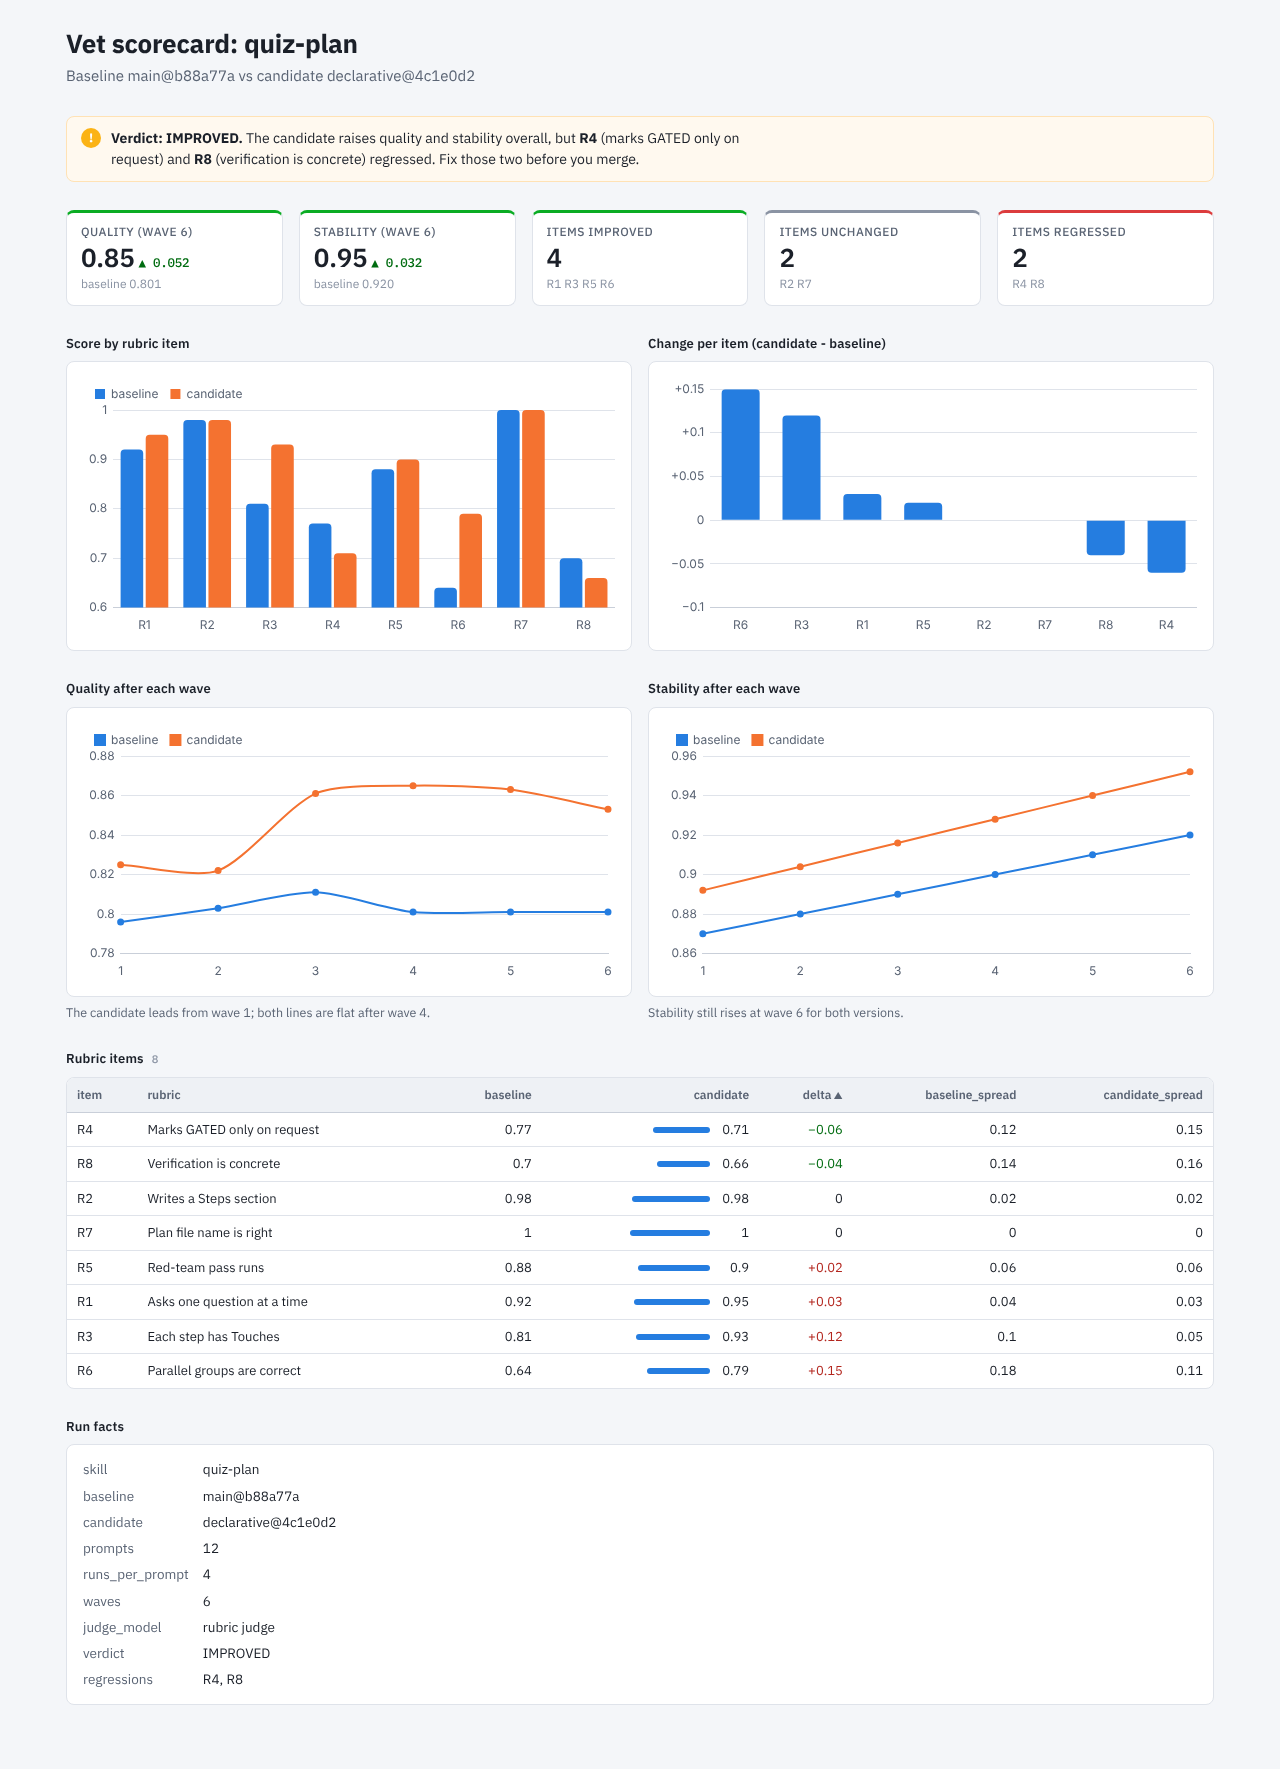 Vet scorecard: quiz-plan
Baseline main@b88a77a vs candidate declarative@4c1e0d2
! Verdict: IMPROVED. The candidate raises quality and stability overall, but R4 (marks GATED only on
request) and R8 (verification is concrete) regressed. Fix those two before you merge.
QUALITY (WAVE 6)
0.85 ▲ 0.052
baseline 0.801
STABILITY (WAVE 6)
0.95 ▲ 0.032
baseline 0.920
ITEMS IMPROVED
4
R1 R3 R5 R6
ITEMS UNCHANGED
2
R2 R7
ITEMS REGRESSED
2
R4 R8
Score by rubric item
baseline candidate
1
0.9
0.8
0.7
0.6
R1 R2 R3 R4 R5 R6 R7 R8
Change per item (candidate - baseline)
+0.15
+0.1
+0.05
0
−0.05
−0.1
R6 R3 R1 R5 R2 R7 R8 R4
Quality after each wave
baseline candidate
0.88
0.86
0.84
0.82
0.8
0.78
1 2 3 4 5 6
The candidate leads from wave 1; both lines are flat after wave 4.
Stability after each wave
baseline candidate
0.96
0.94
0.92
0.9
0.88
0.86
1 2 3 4 5 6
Stability still rises at wave 6 for both versions.
Rubric items 8
item rubric baseline candidate delta ▲ baseline_spread candidate_spread
R4 Marks GATED only on request 0.77 0.71 −0.06 0.12 0.15
R8 Verification is concrete 0.7 0.66 −0.04 0.14 0.16
R2 Writes a Steps section 0.98 0.98 0 0.02 0.02
R7 Plan file name is right 1 1 0 0 0
R5 Red-team pass runs 0.88 0.9 +0.02 0.06 0.06
R1 Asks one question at a time 0.92 0.95 +0.03 0.04 0.03
R3 Each step has Touches 0.81 0.93 +0.12 0.1 0.05
R6 Parallel groups are correct 0.64 0.79 +0.15 0.18 0.11
Run facts
skill quiz-plan
baseline main@b88a77a
candidate declarative@4c1e0d2
prompts 12
runs_per_prompt 4
waves 6
judge_model rubric judge
verdict IMPROVED
regressions R4, R8